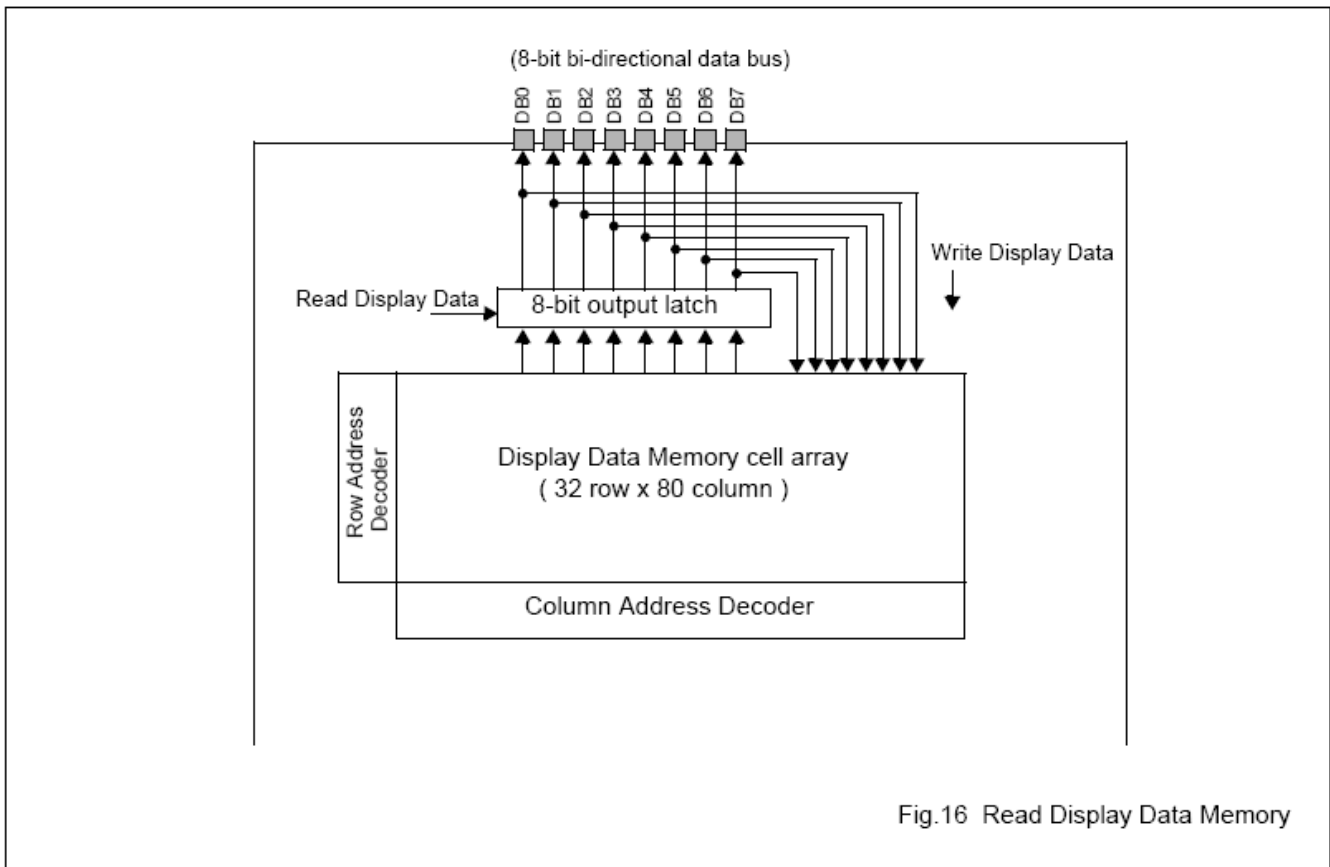 (8-bit bi-directional data bus)
DB0
DB1
DB2
DB3
DB4
DB5
DB6
DB7
Write Display Data
Read Display Data
8-bit output latch
Row Address
Decoder
Display Data Memory cell array
( 32 row x 80 column )
Column Address Decoder
Fig.16 Read Display Data Memory